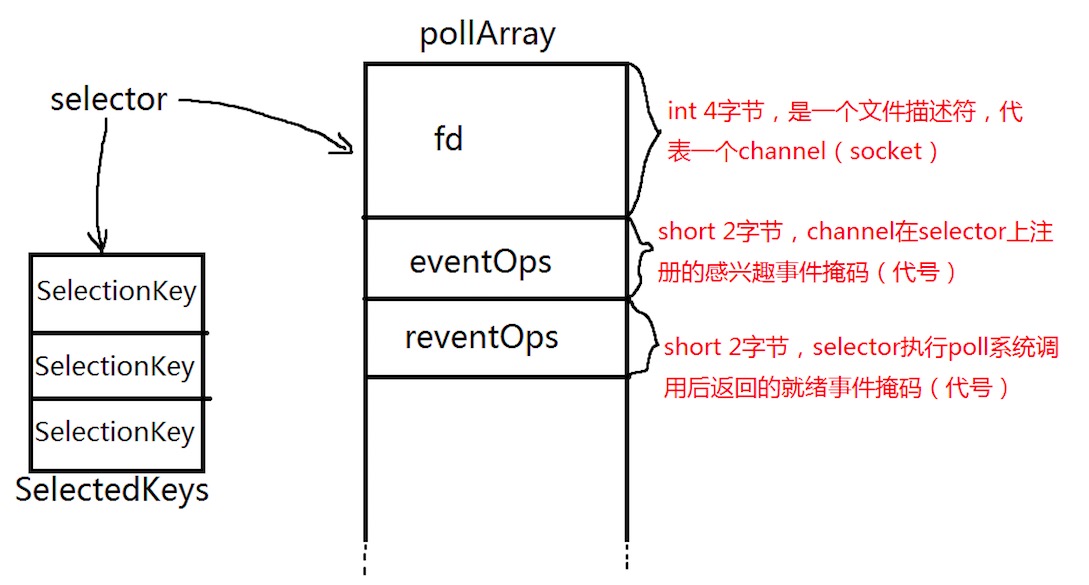 pollArray
selector
fd
int 4字节，是一个文件描述符，代
表一个channel（socket）
eventOps
short 2字节，channel在selector上注
册的感兴趣事件掩码（代号）
reventOps
short 2字节，selector执行poll系统调
用后返回的就绪事件掩码（代号）
SelectionKey
SelectionKey
SelectionKey
SelectedKeys